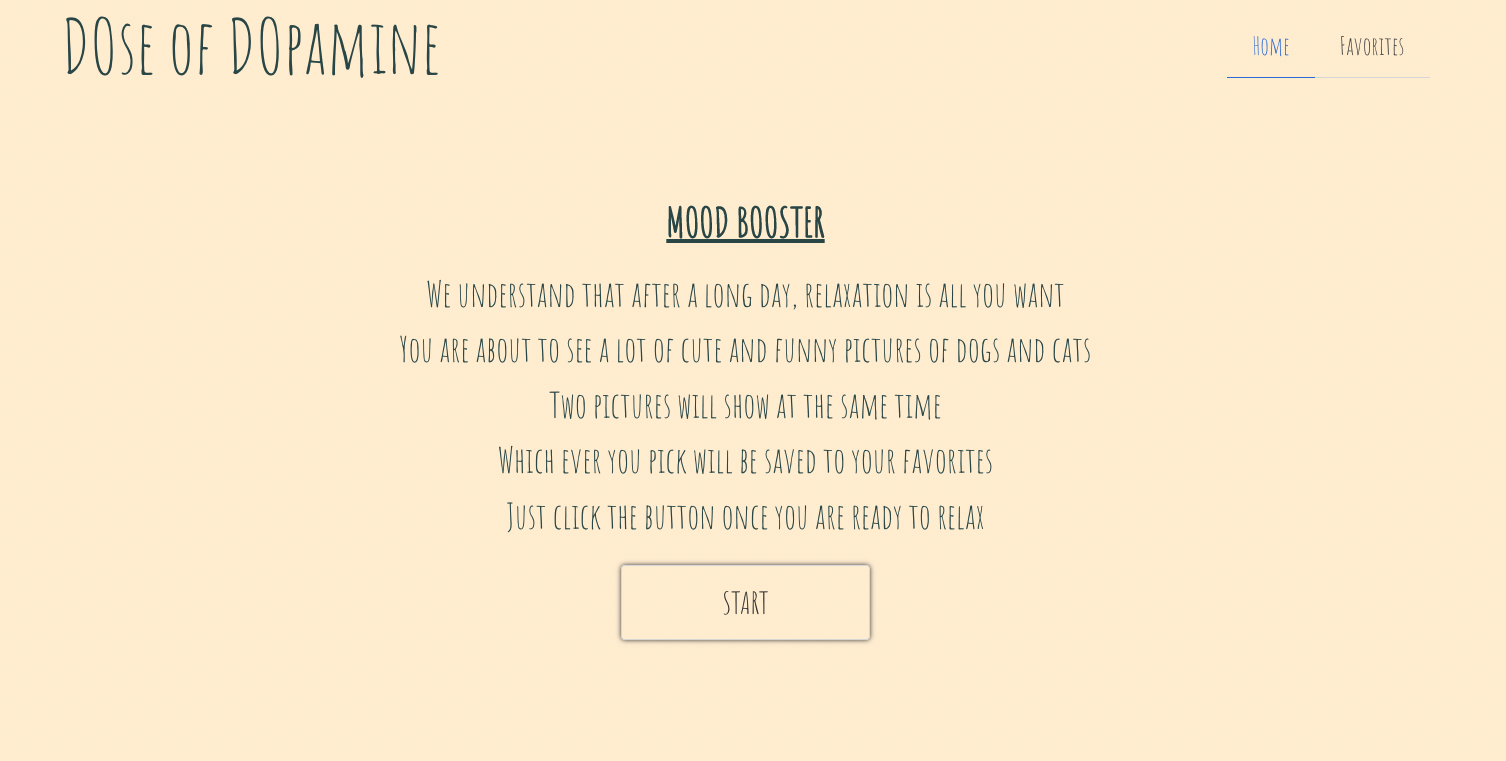 DOse of DOpamine
Home Favorites
MOOD BOOSTER
We understand that after a long day, relaxation is all you want
You are about to see a lot of cute and funny pictures of dogs and cats
Two pictures will show at the same time
Which ever you pick will be saved to your favorites
Just click the button once you are ready to relax
START